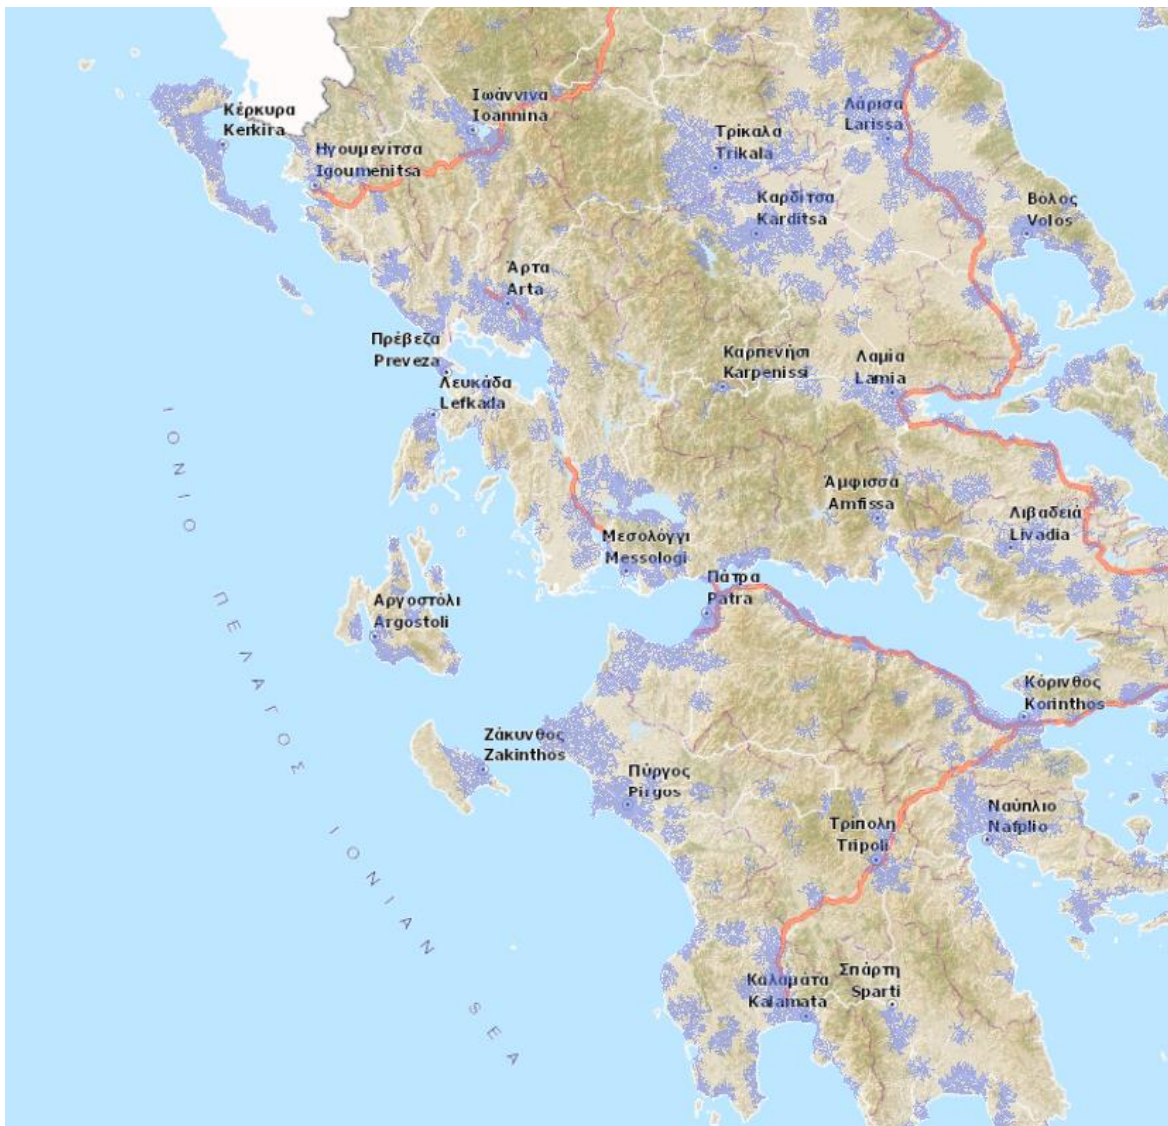 Κέρκυρα
Kerkira
Ιωάννινα
Ioannina
Ηγουμενίτσα
Igoumenitsa
Τρίκαλα
Trikala
Λάρισα
Larissa
Καρδίτσα
Karditsa
Βόλος
Volos
Άρτα
Arta
Πρέβεζα
Preveza
Λευκάδα
Lefkada
Καρπενήσι
Karpenissi
Λαμία
Lamia
Άμφισσα
Amfissa
Λιβαδειά
Livadia
Μεσολόγγι
Messologi
Πάτρα
Patra
Αργοστόλι
Argostoli
Κόρινθος
Korinthos
Ζάκυνθος
Zakinthos
Πύργος
Pirgos
Ναύπλιο
Nafplio
Τρίπολη
Tripoli
Καλαμάτα
Kalamata
Σπάρτη
Sparti
ΙΟΝΙΟ ΠΕΛΑΓΟΣ IONIAN SEA